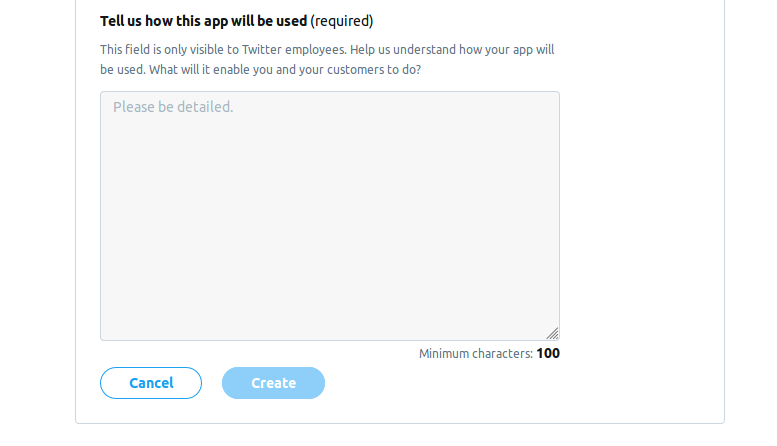 Tell us how this app will be used (required)
This field is only visible to Twitter employees. Help us understand how your app will
be used. What will it enable you and your customers to do?
Please be detailed.
Minimum characters: 100
Cancel
Create